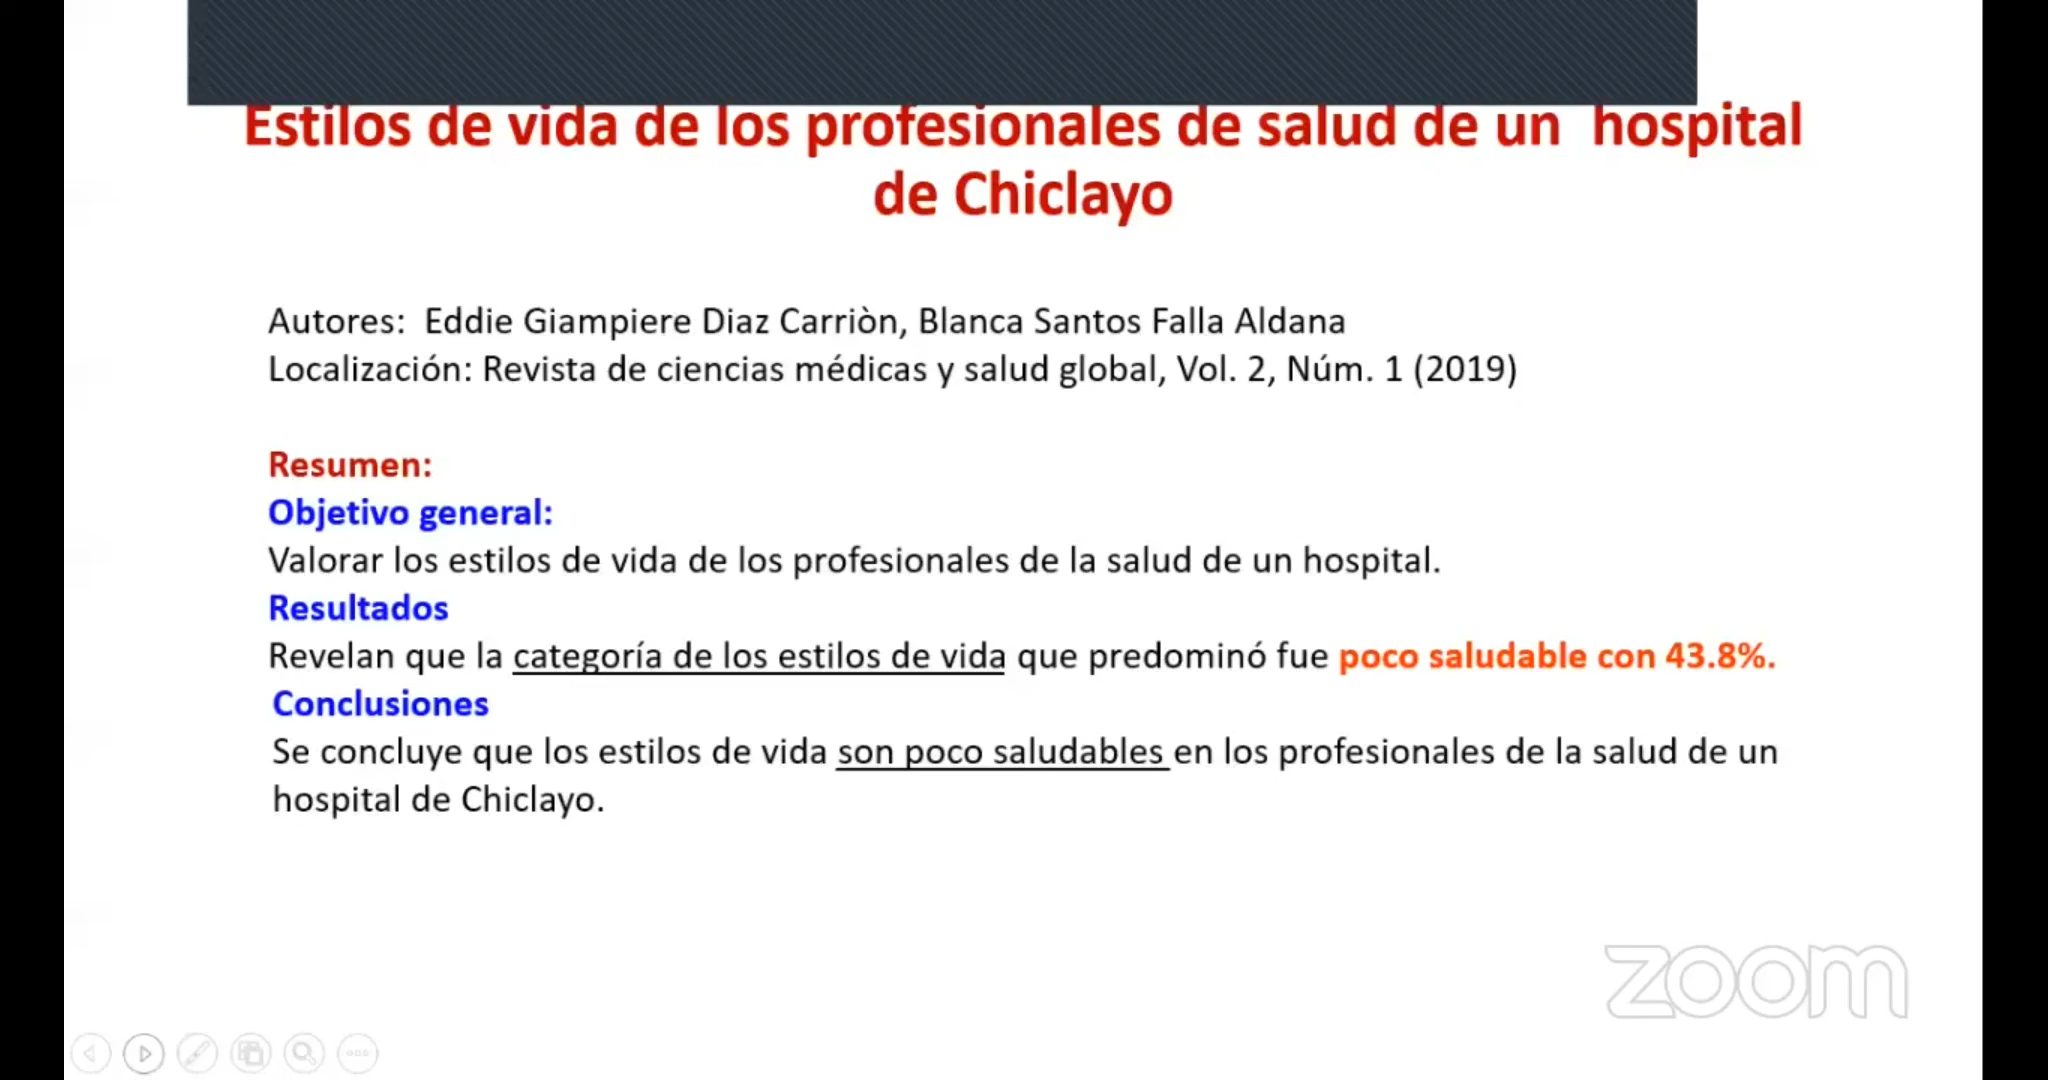 Estilos de vida de los profesionales de salud de un hospital
de Chiclayo
Autores: Eddie Giampiere Diaz Carriòn, Blanca Santos Falla Aldana
Localización: Revista de ciencias médicas y salud global, Vol. 2, Núm. 1 (2019)
Resumen:
Objetivo general:
Valorar los estilos de vida de los profesionales de la salud de un hospital.
Resultados
Revelan que la categoría de los estilos de vida que predominó fue poco saludable con 43.8%.
Conclusiones
Se concluye que los estilos de vida son poco saludables en los profesionales de la salud de un
hospital de Chiclayo.
zoom